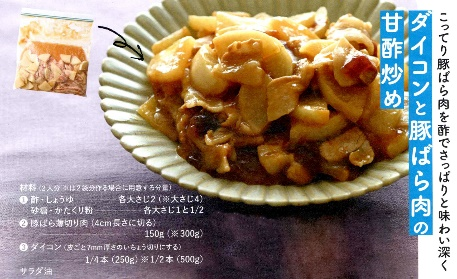 こってり豚ばら肉を酢でさっぱりと味わい深く
ダイコンと豚ばら肉の
甘酢炒め
材料(2人分 ※は2袋分作る場合に用意する分量)
1 酢・しょうゆ 各大さじ2(※大さじ4)
砂糖・かたくり粉 各大さじ1と1/2
2 豚ばら薄切り肉(4cm長さに切る)
150g(※300g)
3 ダイコン(皮ごと7mm厚さのいちょう切りにする)
1/4本(250g)※1/2本(500g)
サラダ油